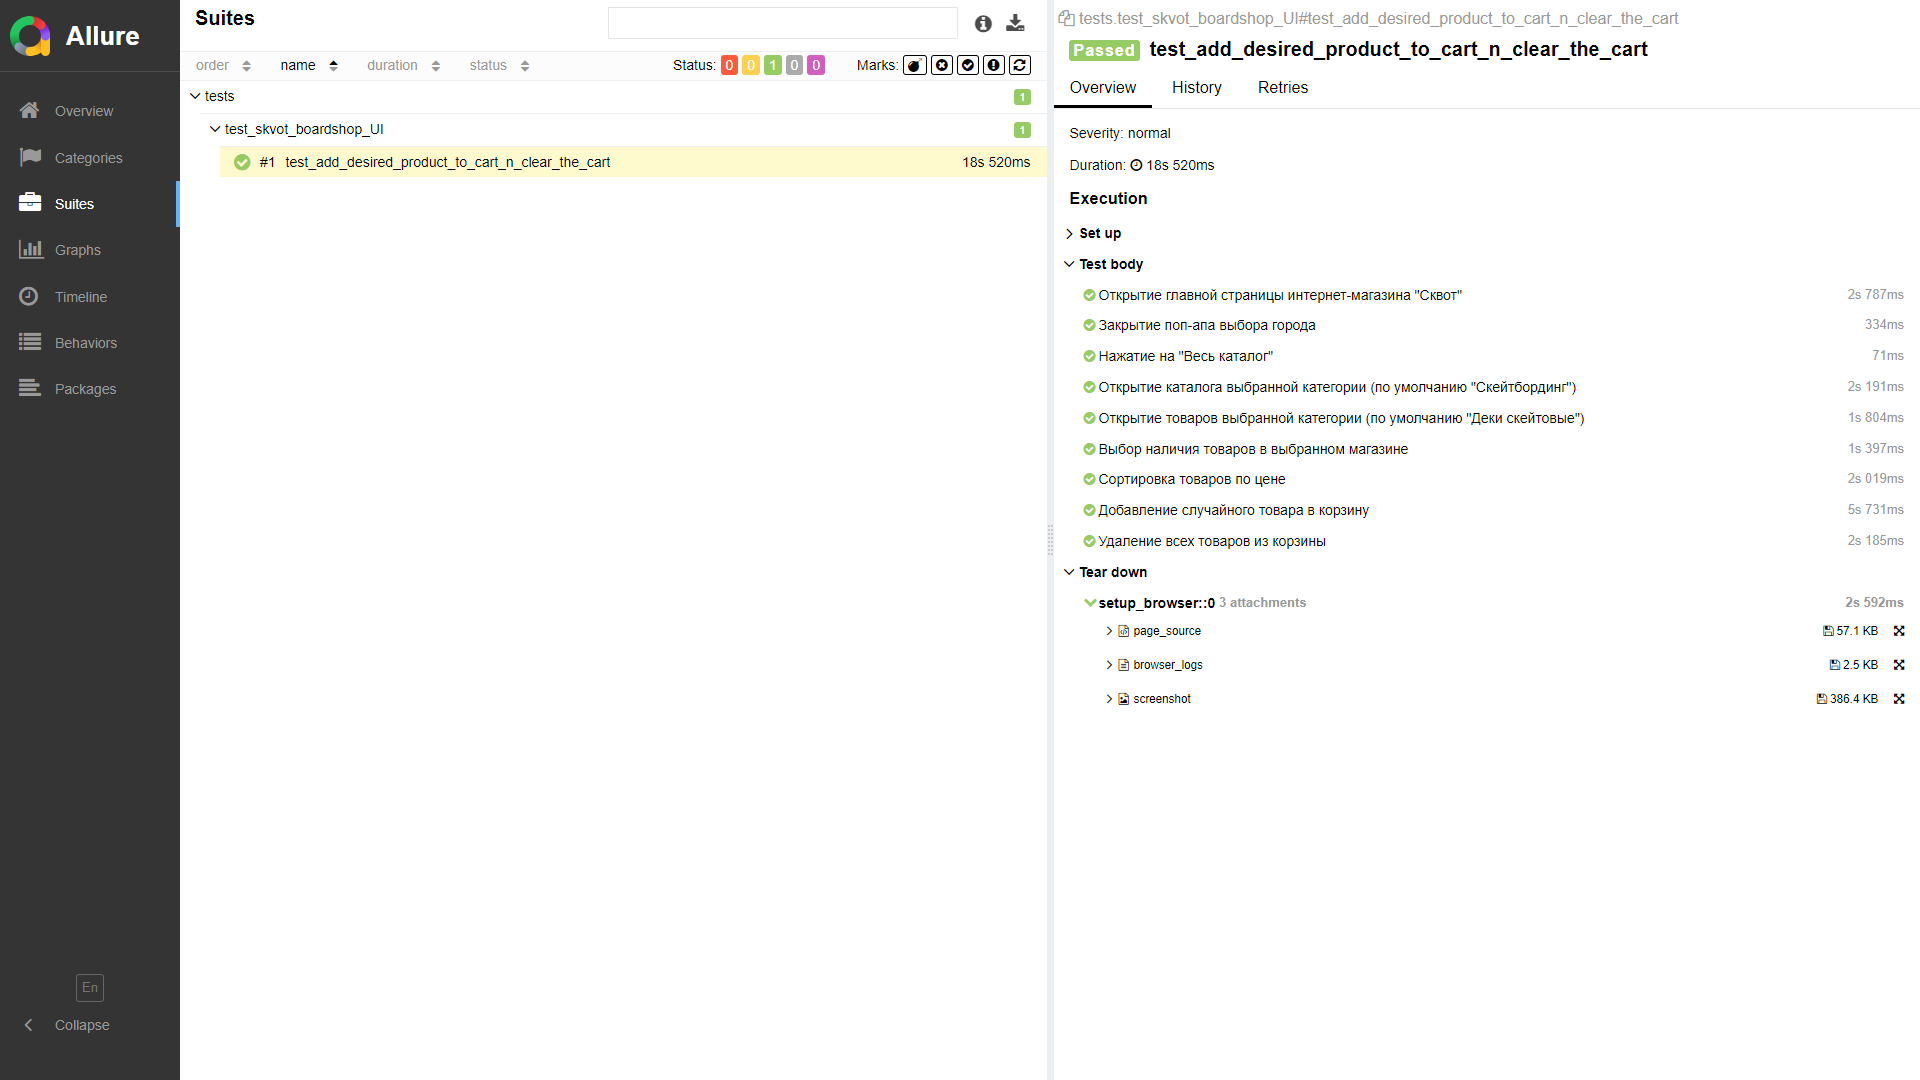 Allure
Overview
Categories
Suites
Graphs
Timeline
Behaviors
Packages
En
Collapse
Suites
order name duration status Status: 0 0 1 0 0 Marks:
tests 1
test_skvot_boardshop_UI 1
#1 test_add_desired_product_to_cart_n_clear_the_cart 18s 520ms
tests.test_skvot_boardshop_UI#test_add_desired_product_to_cart_n_clear_the_cart
Passed test_add_desired_product_to_cart_n_clear_the_cart
Overview History Retries
Severity: normal
Duration: 18s 520ms
Execution
Set up
Test body
Открытие главной страницы интернет-магазина "Сквот" 2s 787ms
Закрытие поп-апа выбора города 334ms
Нажатие на "Весь каталог" 71ms
Открытие каталога выбранной категории (по умолчанию "Скейтбординг") 2s 191ms
Открытие товаров выбранной категории (по умолчанию "Деки скейтовые") 1s 804ms
Выбор наличия товаров в выбранном магазине 1s 397ms
Сортировка товаров по цене 2s 019ms
Добавление случайного товара в корзину 5s 731ms
Удаление всех товаров из корзины 2s 185ms
Tear down
setup_browser::0 3 attachments 2s 592ms
page_source 57.1 KB
browser_logs 2.5 KB
screenshot 386.4 KB